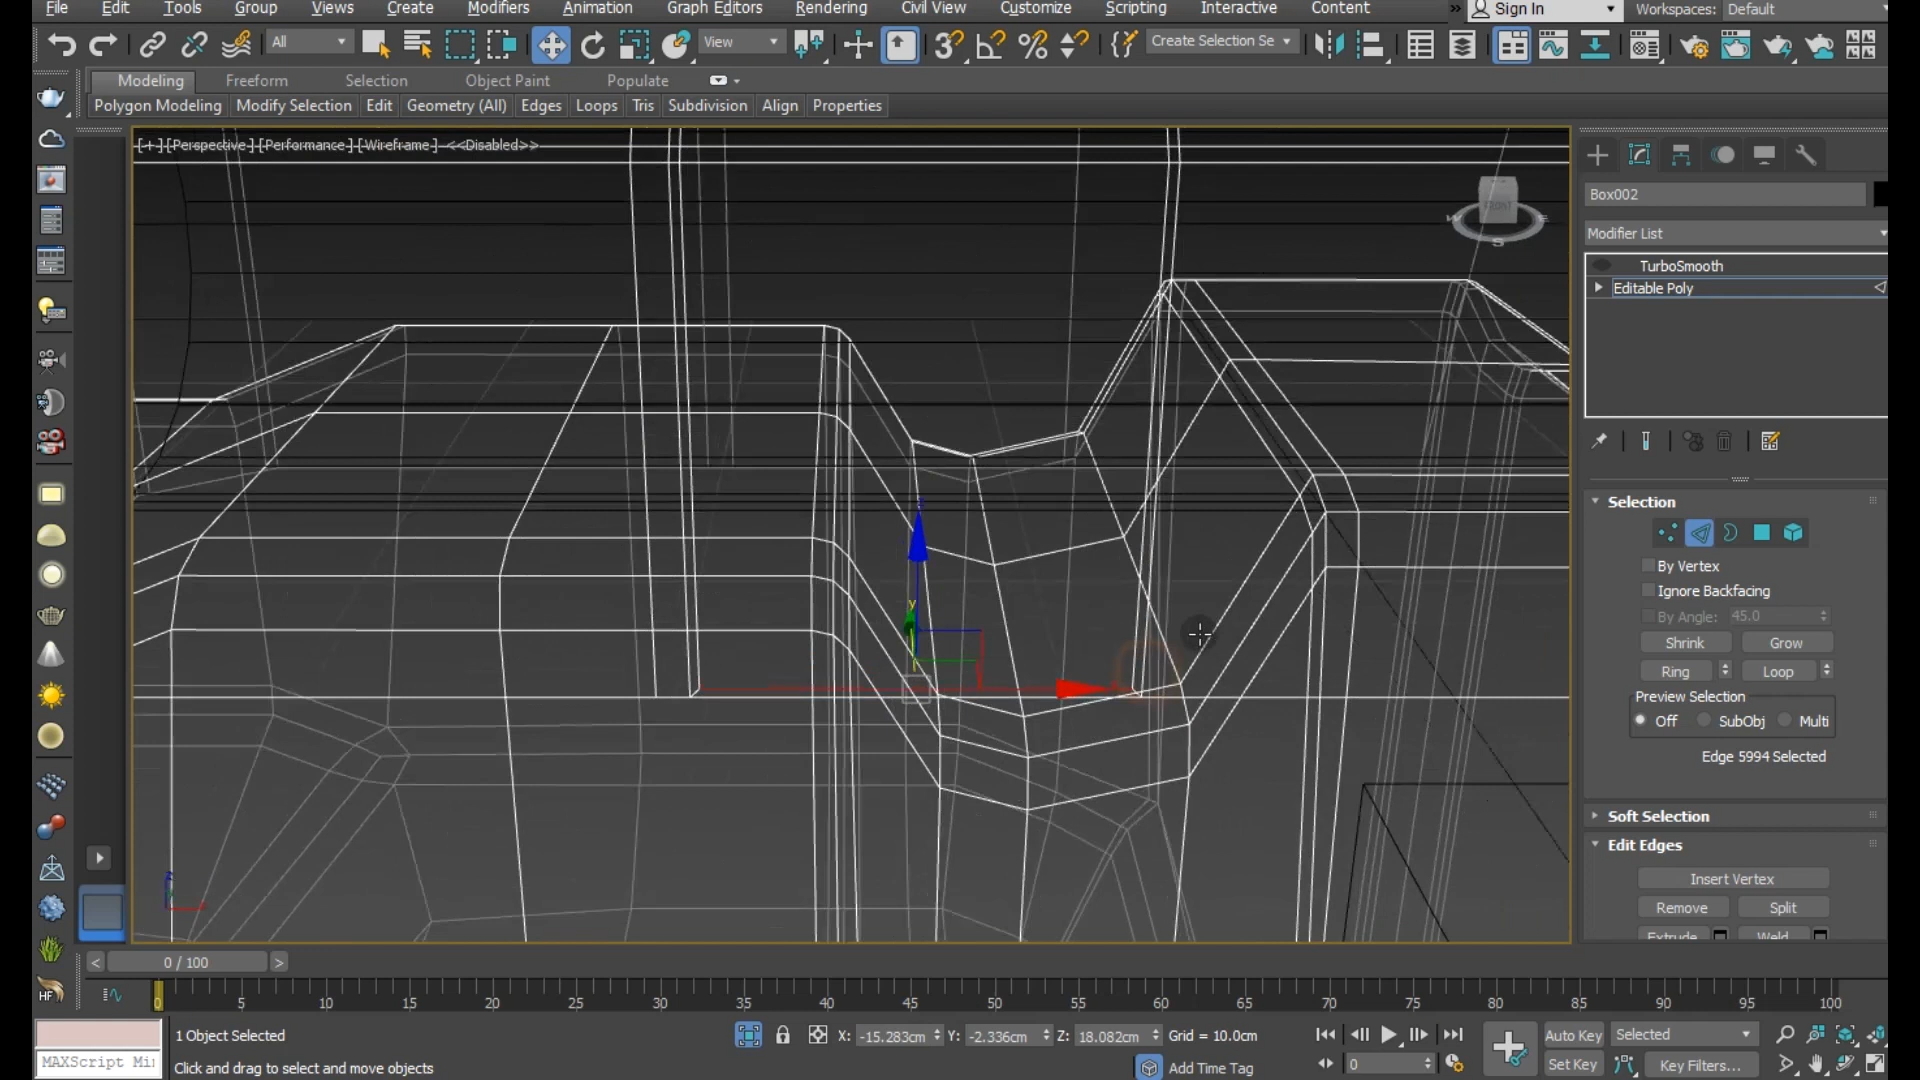 File Edit Tools Group Views Create Modifiers Animation Graph Editors Rendering Civil View Customize Scripting Interactive Content » Sign In Workspaces: Default
All View Create Selection Se
Modeling Freeform Selection Object Paint Populate
Polygon Modeling Modify Selection Edit Geometry (All) Edges Loops Tris Subdivision Align Properties
[+][Perspective][Performance][Wireframe] <<Disabled>>
FRONT
W E
S
Box002
Modifier List
TurboSmooth
Editable Poly
Selection
By Vertex
Ignore Backfacing
By Angle: 45.0
Shrink Grow
Ring Loop
Preview Selection
Off SubObj Multi
Edge 5994 Selected
Soft Selection
Edit Edges
Insert Vertex
Remove Split
Extrude Weld
y
z
< 0 / 100 >
0 5 10 15 20 25 30 35 40 45 50 55 60 65 70 75 80 85 90 95 100
HF
1 Object Selected X: -15.283cm Y: -2.336cm Z: 18.082cm Grid = 10.0cm Auto Key Selected
MAXScript Mi Click and drag to select and move objects Add Time Tag 0 Set Key Key Filters...